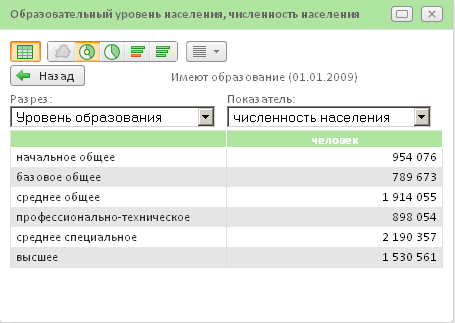 Образовательный уровень населения, численность населения
Назад
Имеют образование (01.01.2009)
Разрез: Показатель:
Уровень образования численность населения
человек
начальное общее 954 076
базовое общее 789 673
среднее общее 1 914 055
профессионально-техническое 898 054
среднее специальное 2 190 357
высшее 1 530 561